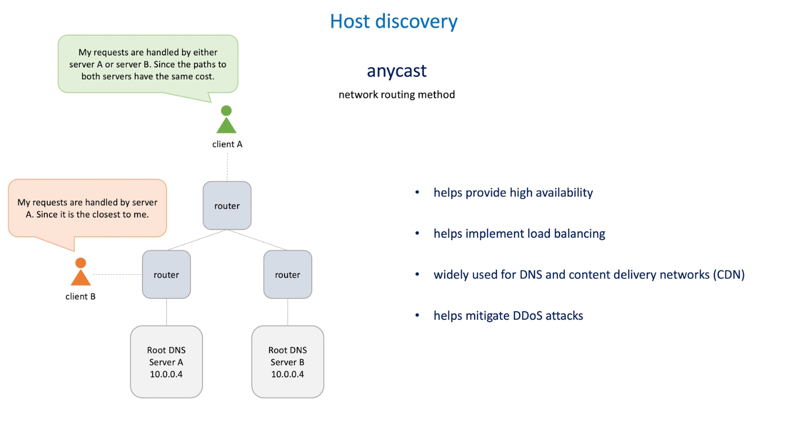 Host discovery
My requests are handled by either
server A or server B. Since the paths to
both servers have the same cost.
anycast
network routing method
client A
My requests are handled by server
A. Since it is the closest to me.
router
router
router
client B
Root DNS
Server A
10.0.0.4
Root DNS
Server B
10.0.0.4
• helps provide high availability
• helps implement load balancing
• widely used for DNS and content delivery networks (CDN)
• helps mitigate DDoS attacks